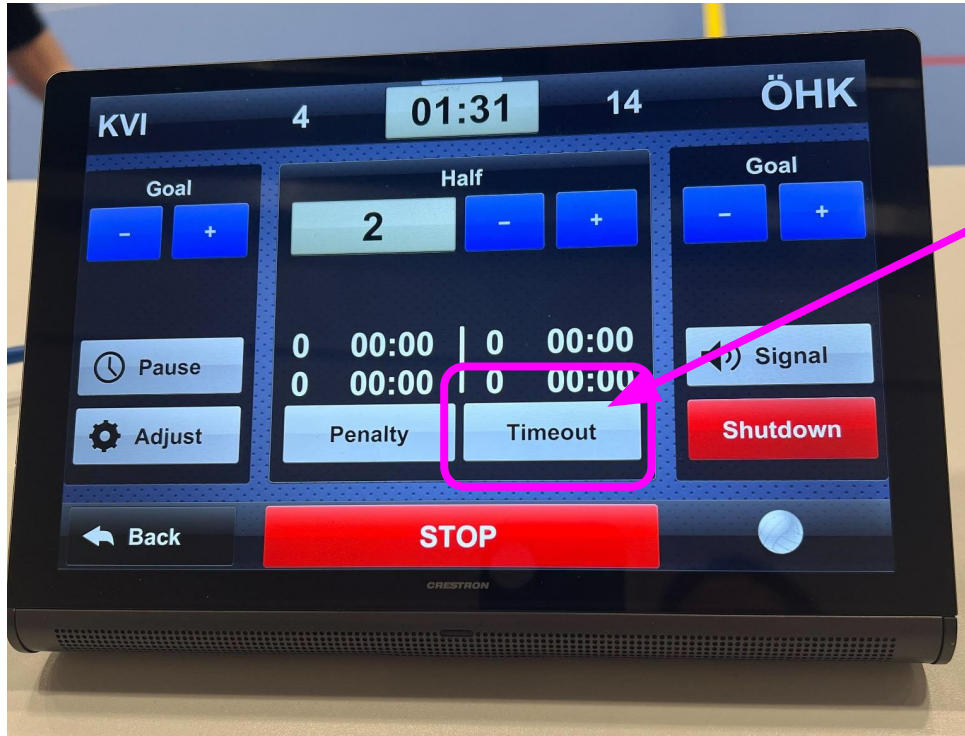 KVI 4 01:31 14 ÖHK
Goal
- +
Half
2 - +
Goal
- +
0 00:00 | 0 00:00
0 00:00 | 0 00:00
Pause
Adjust
Penalty Timeout
Signal
Shutdown
Back STOP
CRESTRON